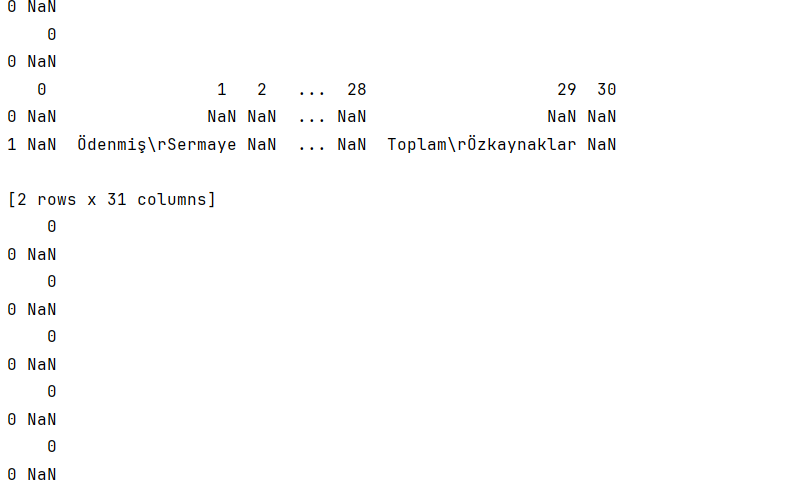 0 NaN
    0
0 NaN
   0                 1   2   ...  28                   29  30
0 NaN               NaN NaN  ... NaN                  NaN NaN
1 NaN  Ödenmiş\rSermaye NaN  ... NaN  Toplam\rÖzkaynaklar NaN
[2 rows x 31 columns]
    0
0 NaN
    0
0 NaN
    0
0 NaN
    0
0 NaN
    0
0 NaN